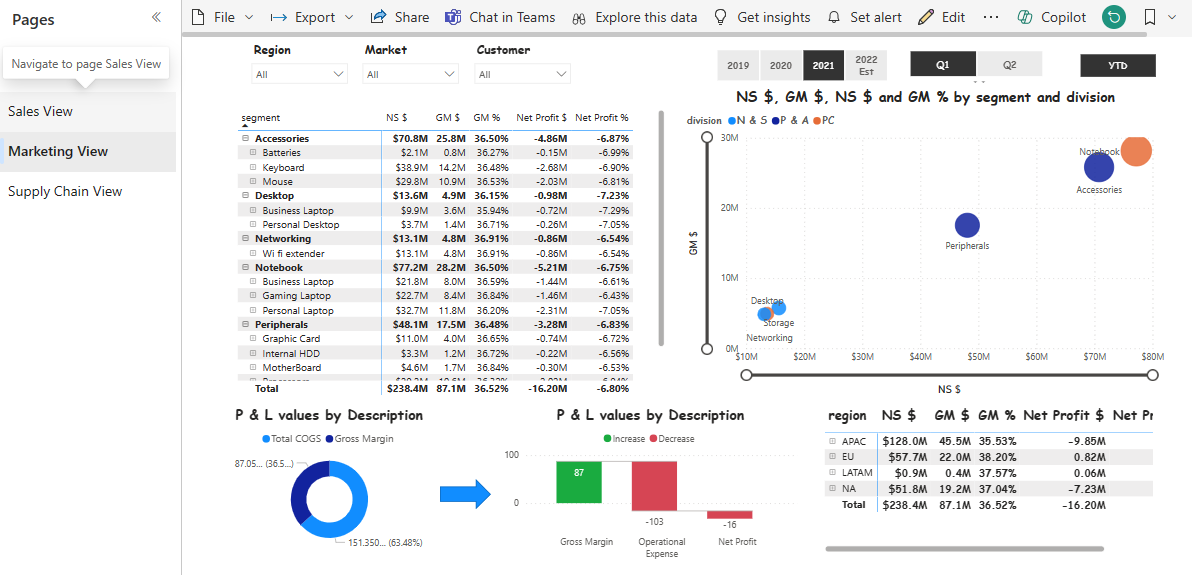 Pages
File Export Share Chat in Teams Explore this data Get insights Set alert Edit Copilot
Navigate to page Sales View
Sales View
Marketing View
Supply Chain View
Region Market Customer
All All All
2019 2020 2021 2022 Est
Q1 Q2
YTD
segment NS $ GM $ GM % Net Profit $ Net Profit %
Accessories $70.8M 25.8M 36.50% -4.86M -6.87%
Batteries $2.1M 0.8M 36.27% -0.15M -6.99%
Keyboard $38.9M 14.2M 36.48% -2.68M -6.90%
Mouse $29.8M 10.9M 36.53% -2.03M -6.81%
Desktop $13.6M 4.9M 36.15% -0.98M -7.23%
Business Laptop $9.9M 3.6M 35.94% -0.72M -7.29%
Personal Desktop $3.7M 1.4M 36.71% -0.26M -7.05%
Networking $13.1M 4.8M 36.91% -0.86M -6.54%
Wi fi extender $13.1M 4.8M 36.91% -0.86M -6.54%
Notebook $77.2M 28.2M 36.50% -5.21M -6.75%
Business Laptop $21.8M 8.0M 36.59% -1.44M -6.61%
Gaming Laptop $22.7M 8.4M 36.84% -1.46M -6.43%
Personal Laptop $32.7M 11.8M 36.20% -2.31M -7.05%
Peripherals $48.1M 17.5M 36.48% -3.28M -6.83%
Graphic Card $11.0M 4.0M 36.65% -0.74M -6.72%
Internal HDD $3.3M 1.2M 36.72% -0.22M -6.56%
MotherBoard $4.6M 1.7M 36.84% -0.30M -6.53%
Total $238.4M 87.1M 36.52% -16.20M -6.80%
NS $, GM $, NS $ and GM % by segment and division
division N & S P & A PC
30M
Notebook
Accessories
20M
GM $
Peripherals
10M
Desktop
Storage
Networking
0M
$10M $20M $30M $40M $50M $60M $70M $80M
NS $
P & L values by Description
Total COGS Gross Margin
87.05... (36.5...)
151.350... (63.48%)
P & L values by Description
Increase Decrease
100
87
0
-103
-16
Gross Margin Operational Net Profit
Expense
region NS $ GM $ GM % Net Profit $ Net Pr
APAC $128.0M 45.5M 35.53% -9.85M
EU $57.7M 22.0M 38.20% 0.82M
LATAM $0.9M 0.4M 37.57% 0.06M
NA $51.8M 19.2M 37.04% -7.23M
Total $238.4M 87.1M 36.52% -16.20M